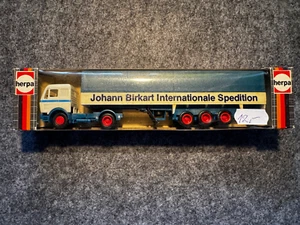 herpa
Johann Birkart Internationale Spedition
12,-
herpa